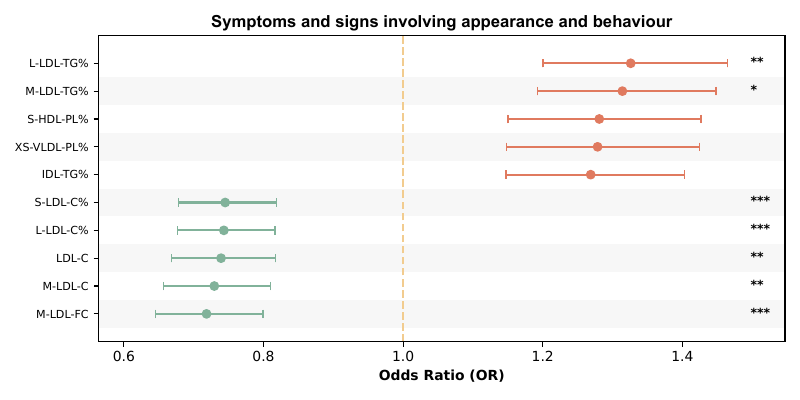 Symptoms and signs involving appearance and behaviour
L-LDL-TG% **
M-LDL-TG% *
S-HDL-PL%
XS-VLDL-PL%
IDL-TG%
S-LDL-C% ***
L-LDL-C% ***
LDL-C **
M-LDL-C **
M-LDL-FC ***
0.6 0.8 1.0 1.2 1.4
Odds Ratio (OR)